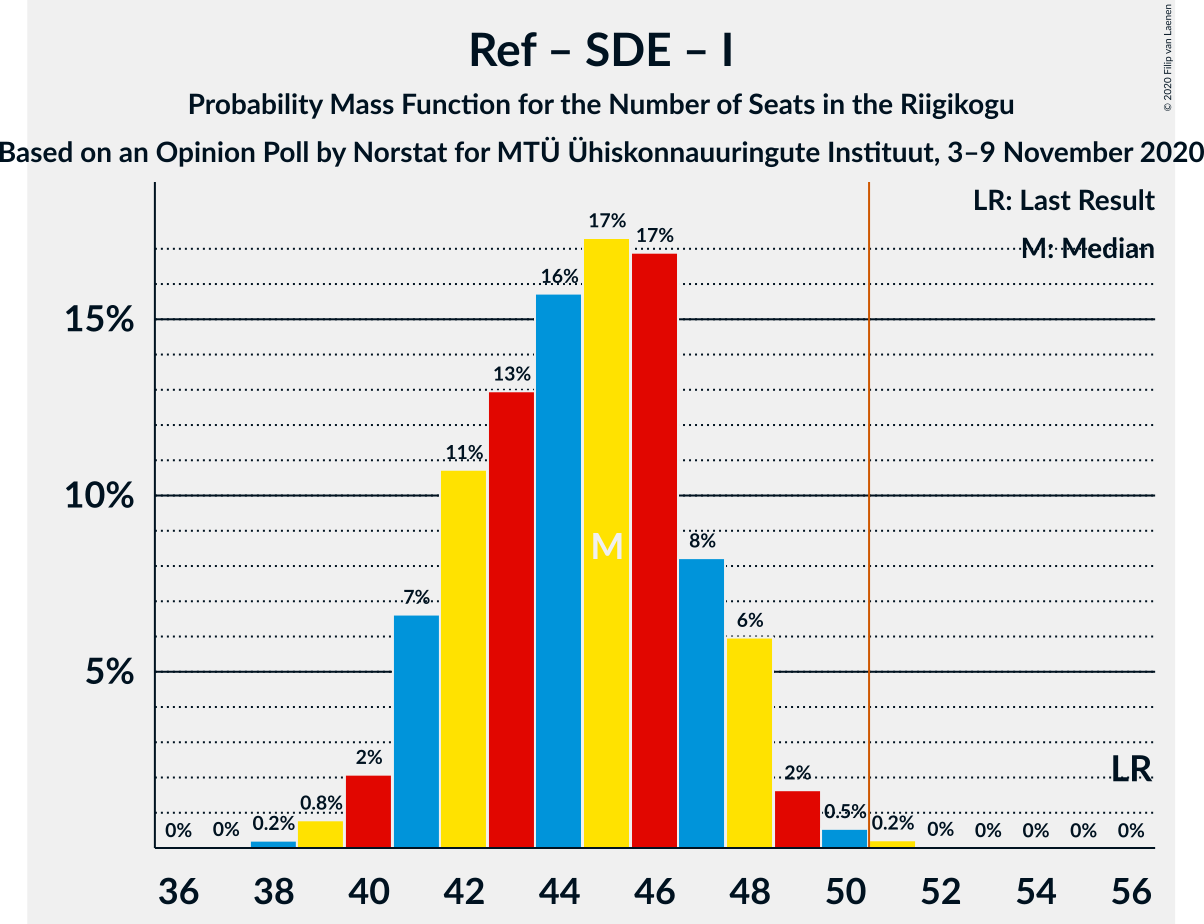 Ref – SDE – I
Probability Mass Function for the Number of Seats in the Riigikogu
Based on an Opinion Poll by Norstat for MTÜ Ühiskonnauuringute Instituut, 3–9 November 2020
© 2020 Filip van Laenen
LR: Last Result
M: Median
17%
17%
16%
15%
13%
11%
10%
M
8%
7%
6%
5%
2%
LR
2%
0.8%
0.5%
0% 0% 0.2% 0.2% 0% 0% 0% 0% 0%
36 38 40 42 44 46 48 50 52 54 56